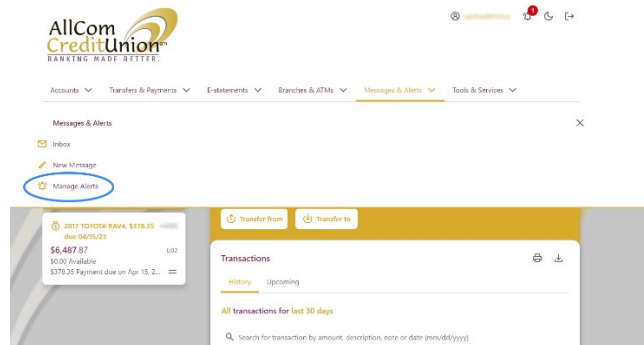 AllCom
CreditUnion sm
BANKING MADE BETTER.
1
Accounts Transfers & Payments E-statements Branches & ATMs Messages & Alerts Tools & Services
Messages & Alerts
Inbox
New Message
Manage Alerts
2017 TOYOTA RAV4, $378.35
due 04/15/23
$6,487.87 L02
$0.00 Available
$378.35 Payment due on Apr 15, 2...
Transfer from Transfer to
Transactions
History Upcoming
All transactions for last 30 days
Search for transaction by amount, description, note or date (mm/dd/yyyy)